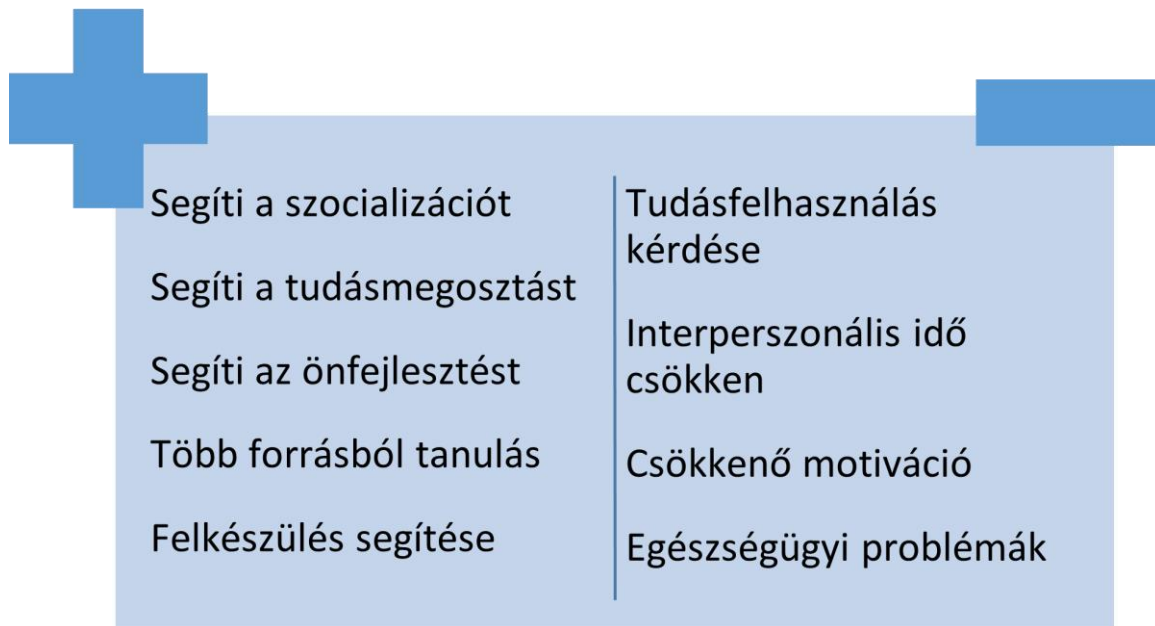 Segíti a szocializációt
Segíti a tudásmegosztást
Segíti az önfejlesztést
Több forrásból tanulás
Felkészülés segítése
Tudásfelhasználás
kérdése
Interperszonális idő
csökken
Csökkenő motiváció
Egészségügyi problémák